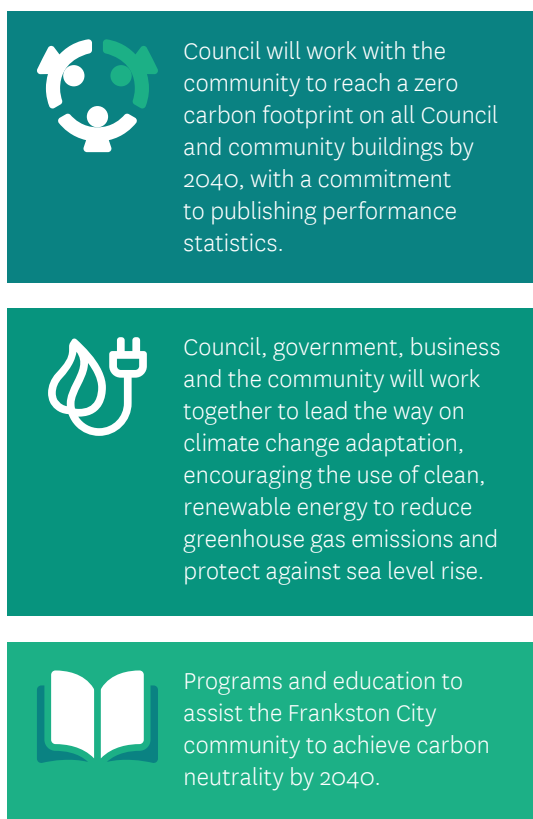 Council will work with the
community to reach a zero
carbon footprint on all Council
and community buildings by
2040, with a commitment
to publishing performance
statistics.
Council, government, business
and the community will work
together to lead the way on
climate change adaptation,
encouraging the use of clean,
renewable energy to reduce
greenhouse gas emissions and
protect against sea level rise.
Programs and education to
assist the Frankston City
community to achieve carbon
neutrality by 2040.